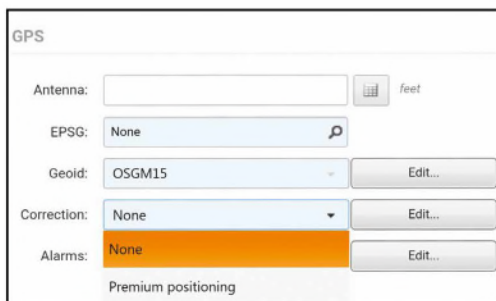 GPS
Antenna: feet
EPSG: None
Geoid: OSGM15 Edit...
Correction: None Edit...
Alarms: None Edit...
Premium positioning